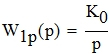 W₁ₚ(p) = K₀/p